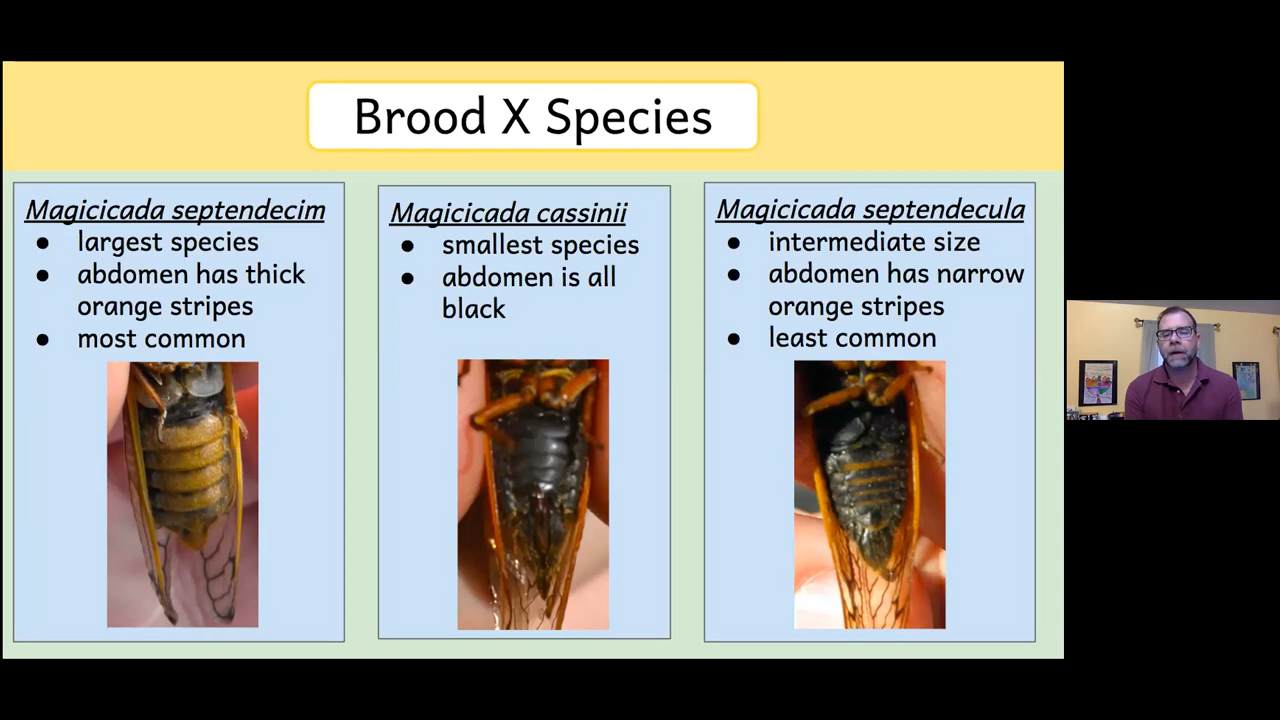 Brood X Species
Magicicada septendecim
● largest species
● abdomen has thick
orange stripes
● most common
Magicicada cassinii
● smallest species
● abdomen is all
black
Magicicada septendecula
● intermediate size
● abdomen has narrow
orange stripes
● least common